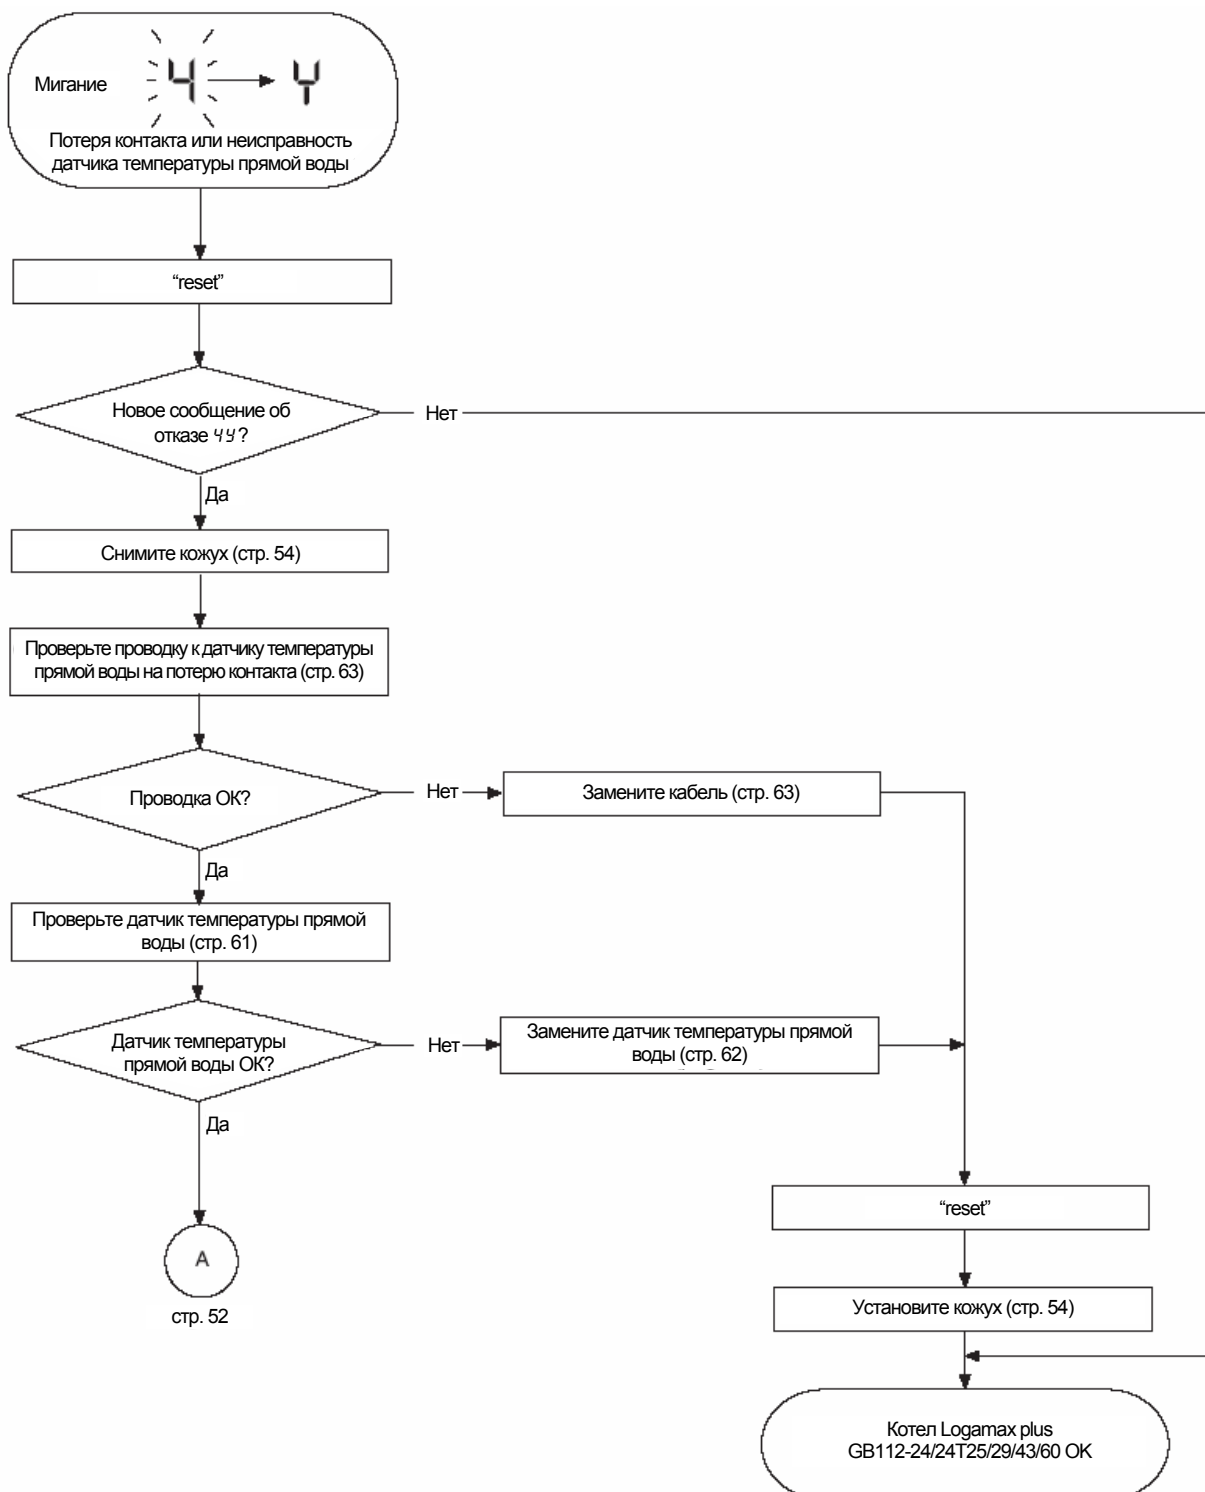 Мигание
4 Y
Потеря контакта или неисправность
датчика температуры прямой воды
“reset”
Новое сообщение об
отказе 4Y?
Нет
Да
Снимите кожух (стр. 54)
Проверьте проводку к датчику температуры
прямой воды на потерю контакта (стр. 63)
Проводка ОК?
Нет
Замените кабель (стр. 63)
Да
Проверьте датчик температуры прямой
воды (стр. 61)
Датчик температуры
прямой воды ОК?
Нет
Замените датчик температуры прямой
воды (стр. 62)
Да
A
стр. 52
“reset”
Установите кожух (стр. 54)
Котел Logamax plus
GB112-24/24T25/29/43/60 OK